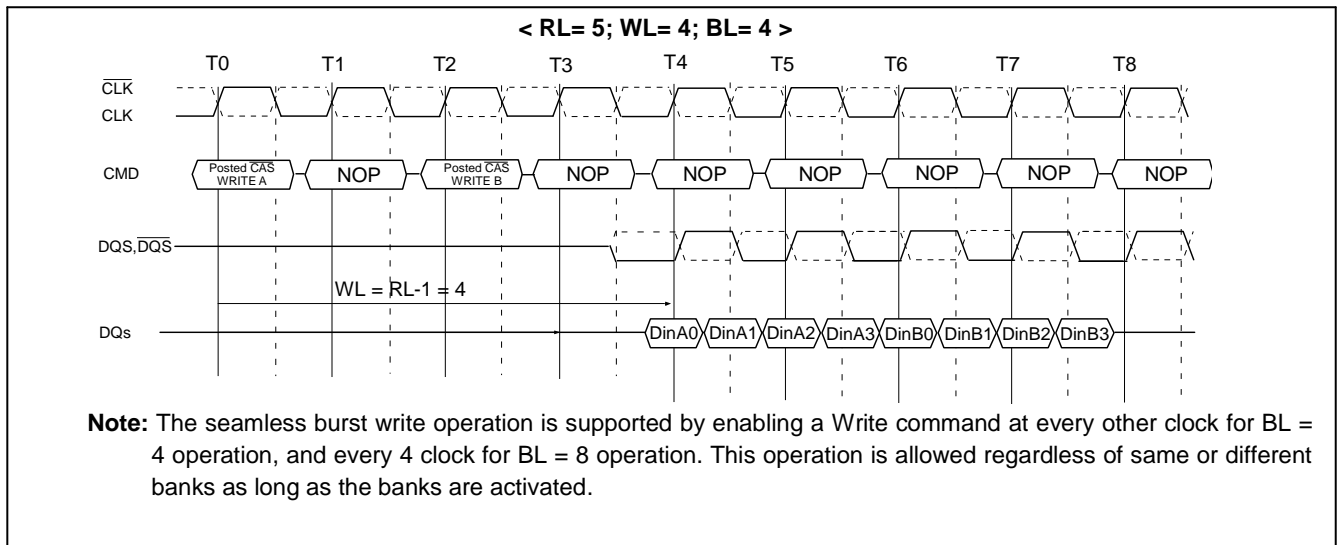 < RL= 5; WL= 4; BL= 4 >
T0 T1 T2 T3 T4 T5 T6 T7 T8
CLK
CLK
CMD Posted CAS WRITE A NOP Posted CAS WRITE B NOP NOP NOP NOP NOP NOP
DQS,DQS
WL = RL-1 = 4
DQs DinA0 DinA1 DinA2 DinA3 DinB0 DinB1 DinB2 DinB3
Note: The seamless burst write operation is supported by enabling a Write command at every other clock for BL =
4 operation, and every 4 clock for BL = 8 operation. This operation is allowed regardless of same or different
banks as long as the banks are activated.